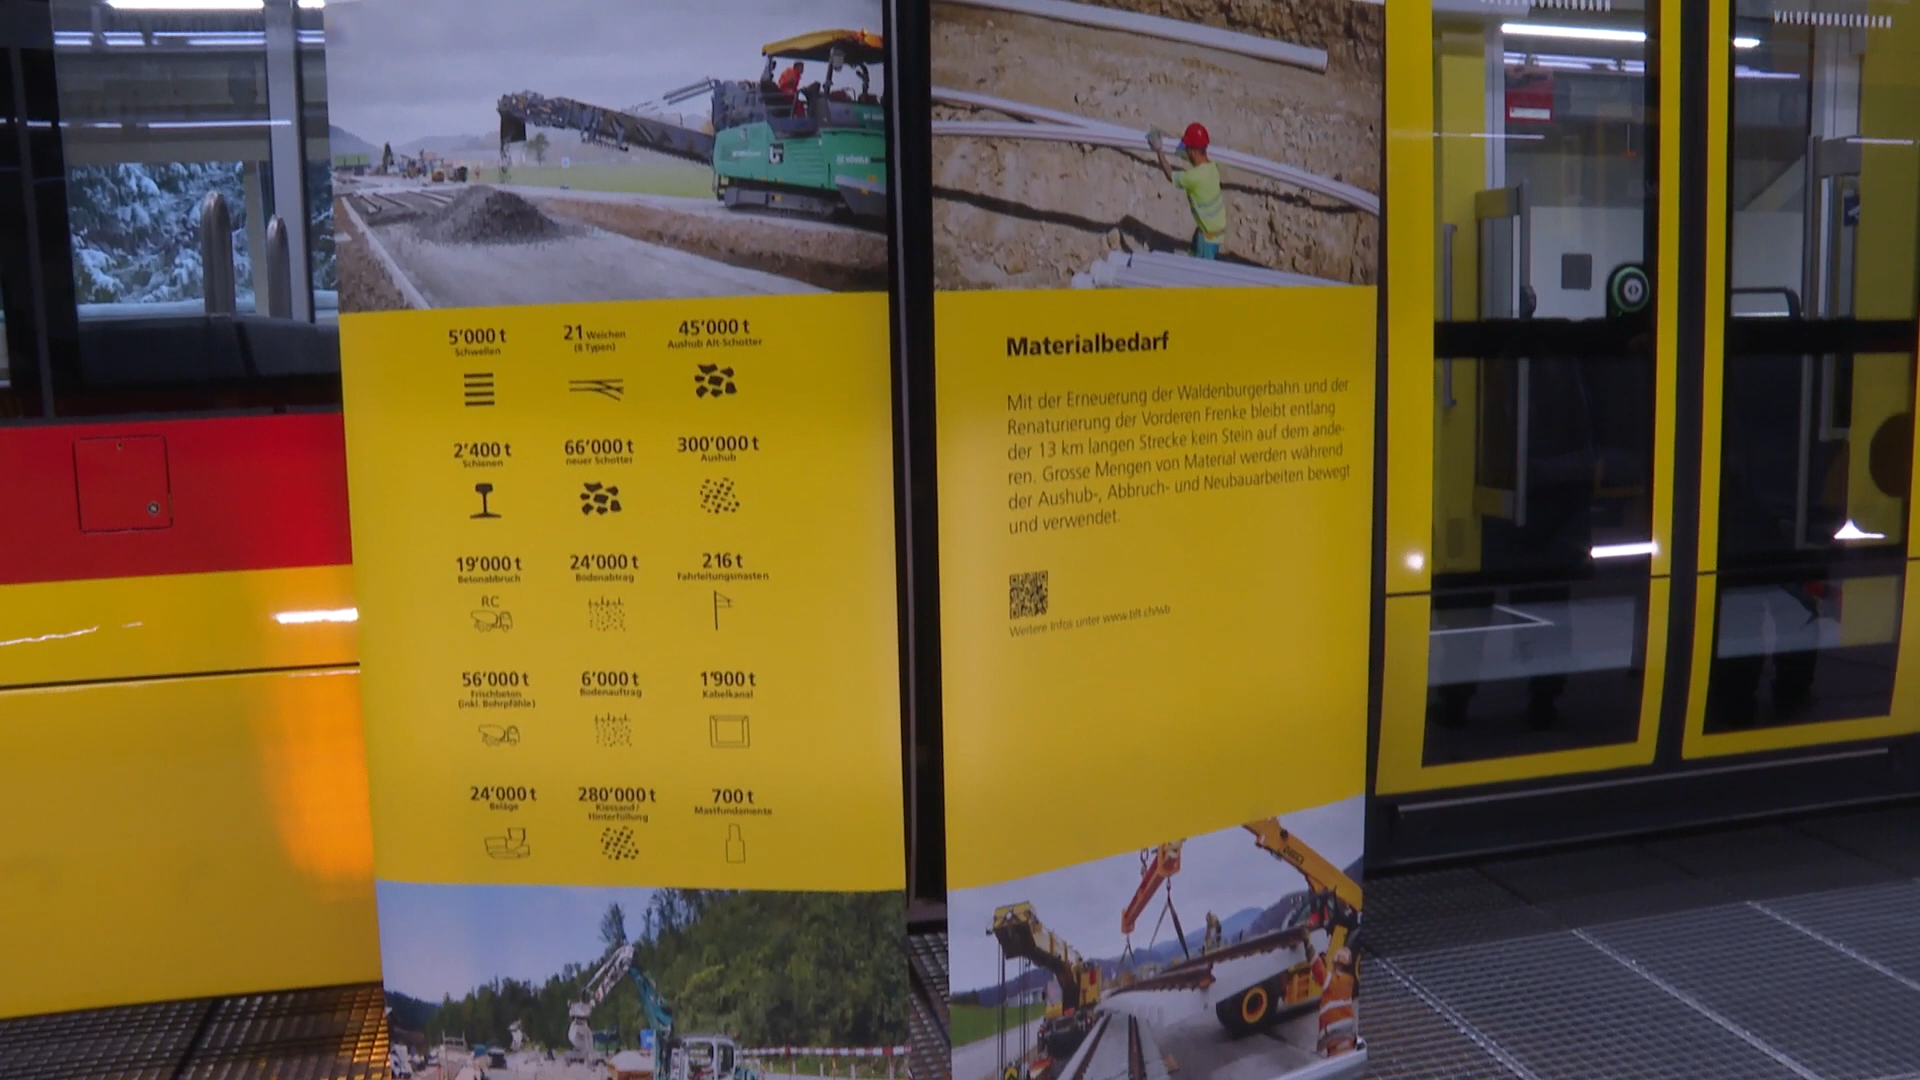 WALDENBURGERBAHN
5'000 t
Schwellen
21 Weichen
(8 Typen)
45'000 t
Aushub Alt-Schotter
2'400 t
Schienen
66'000 t
neuer Schotter
300'000 t
Aushub
19'000 t
Betonabbruch
RC
24'000 t
Bodenabtrag
216 t
Fahrleitungsmasten
56'000 t
Frischbeton
(inkl. Bohrpfähle)
6'000 t
Bodenauftrag
1'900 t
Kabelkanal
24'000 t
Beläge
280'000 t
Kiessand/
Hinterfüllung
700 t
Mastfundamente
Materialbedarf
Mit der Erneuerung der Waldenburgerbahn und der
Renaturierung der Vorderen Frenke bleibt entlang
der 13 km langen Strecke kein Stein auf dem ande-
ren. Grosse Mengen von Material werden während
der Aushub-, Abbruch- und Neubauarbeiten bewegt
und verwendet.
Weitere Infos unter www.blt.ch/wb